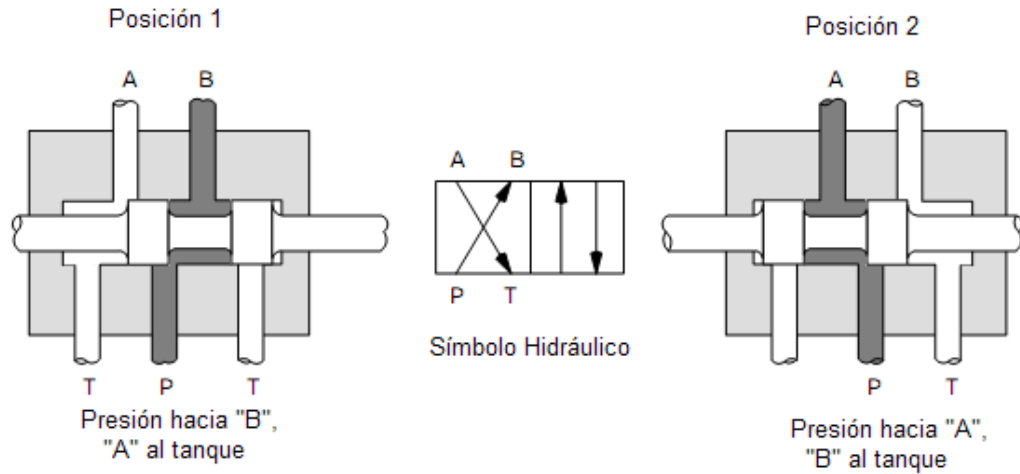 Posición 1
A B
T P T
Presión hacia "B",
"A" al tanque
A B
P T
Símbolo Hidráulico
Posición 2
A B
P T
Presión hacia "A",
"B" al tanque